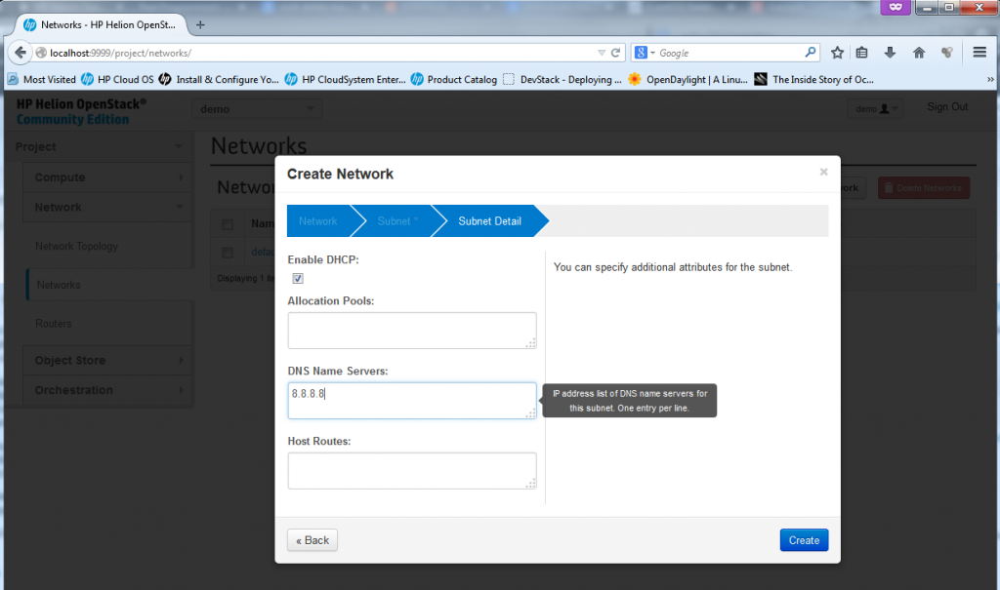 Networks - HP Helion OpenSt...
localhost:9999/project/networks/
Google
Most Visited HP Cloud OS Install & Configure Yo... HP CloudSystem Enter... Product Catalog DevStack - Deploying ... OpenDaylight | A Linu... The Inside Story of Oc... »
HP Helion OpenStack®
Community Edition
demo
demo
Sign Out
Project
Compute
Network
Network Topology
Networks
Routers
Object Store
Orchestration
Networks
Networ
ork
Delete Networks
Nam
defau
Displaying 1 ite
Create Network
×
Network
Subnet *
Subnet Detail
Enable DHCP:
You can specify additional attributes for the subnet.
Allocation Pools:
DNS Name Servers:
8.8.8.8
IP address list of DNS name servers for
this subnet. One entry per line.
Host Routes:
« Back
Create